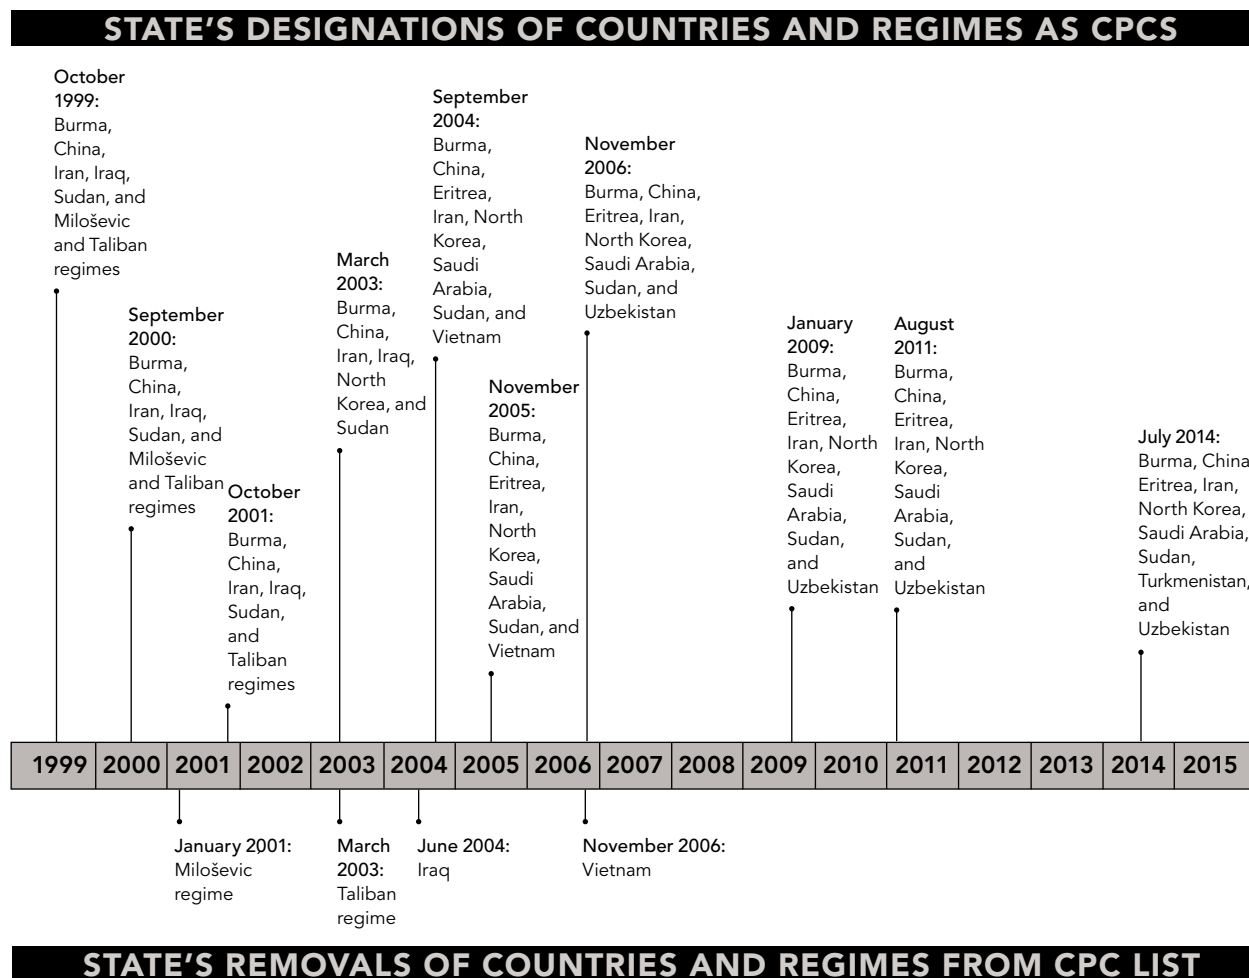 STATE'S DESIGNATIONS OF COUNTRIES AND REGIMES AS CPCS
October
1999:
Burma,
China,
Iran, Iraq,
Sudan, and
Miloševic
and Taliban
regimes
September
2000:
Burma,
China,
Iran, Iraq,
Sudan, and
Miloševic
and Taliban
regimes
October
2001:
Burma,
China,
Iran, Iraq,
Sudan,
and
Taliban
regimes
March
2003:
Burma,
China,
Iran, Iraq,
North
Korea, and
Sudan
September
2004:
Burma,
China,
Eritrea,
Iran, North
Korea,
Saudi
Arabia,
Sudan, and
Vietnam
November
2005:
Burma,
China,
Eritrea,
Iran,
North
Korea,
Saudi
Arabia,
Sudan, and
Vietnam
November
2006:
Burma, China,
Eritrea, Iran,
North Korea,
Saudi Arabia,
Sudan, and
Uzbekistan
January
2009:
Burma,
China,
Eritrea,
Iran, North
Korea,
Saudi
Arabia,
Sudan,
and
Uzbekistan
August
2011:
Burma,
China,
Eritrea,
Iran, North
Korea,
Saudi
Arabia,
Sudan,
and
Uzbekistan
July 2014:
Burma, China
Eritrea, Iran,
North Korea,
Saudi Arabia,
Sudan,
Turkmenistan,
and
Uzbekistan
1999 2000 2001 2002 2003 2004 2005 2006 2007 2008 2009 2010 2011 2012 2013 2014 2015
January 2001:
Miloševic
regime
March
2003:
Taliban
regime
June 2004:
Iraq
November 2006:
Vietnam
STATE'S REMOVALS OF COUNTRIES AND REGIMES FROM CPC LIST